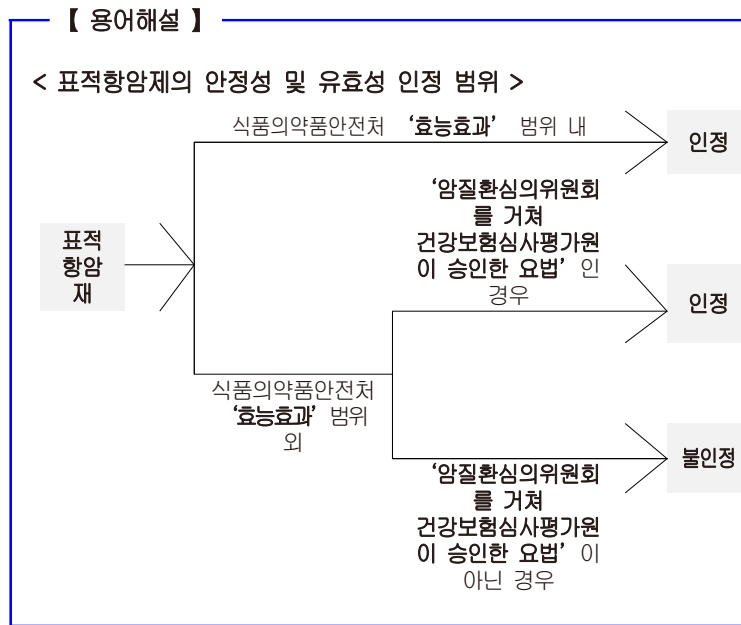 【 용어해설 】
< 표적항암제의 안정성 및 유효성 인정 범위 >
식품의약품안전처 ‘효능효과’ 범위 내
인정
‘암질환심의위원회
를 거쳐
건강보험심사평가원
이 승인한 요법’ 인
경우
표적
항암
재
인정
식품의약품안전처
‘효능효과’ 범위
외
불인정
‘암질환심의위원회
를 거쳐
건강보험심사평가원
이 승인한 요법’ 이
아닌 경우